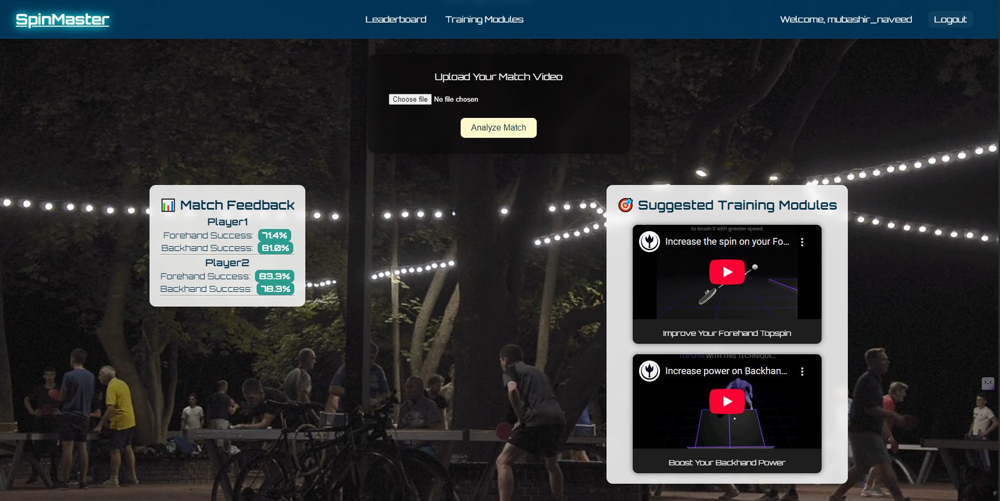 SpinMaster
Leaderboard
Training Modules
Welcome, mubashir_naveed
Logout
Upload Your Match Video
Choose file No file chosen
Analyze Match
📊 Match Feedback
Player1
Forehand Success: 71.4%
Backhand Success: 81.0%
Player2
Forehand Success: 83.3%
Backhand Success: 78.3%
🎯 Suggested Training Modules
to brush it with greater speed.
Increase the spin on your Fo...
Improve Your Forehand Topspin
TOPSPIN WITH THIS TECHNIQUE...
Increase power on Backhan...
Boost Your Backhand Power